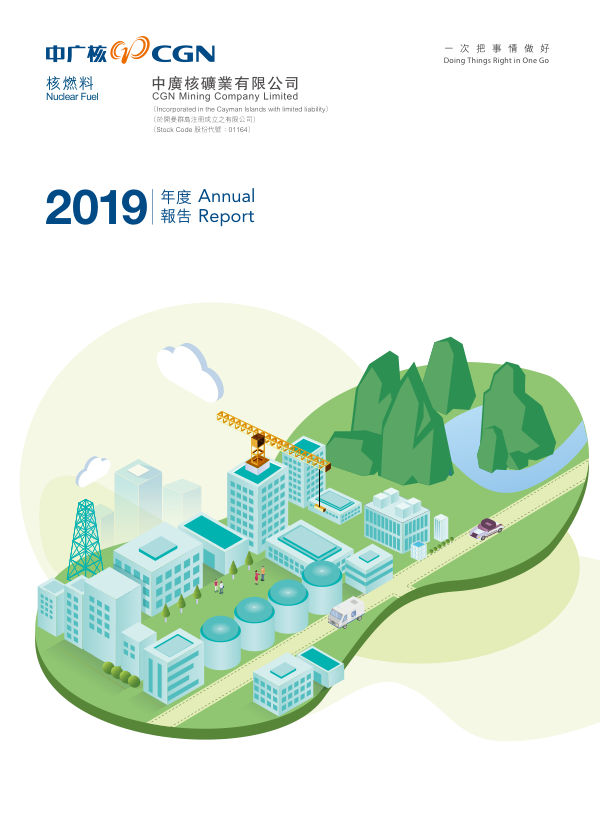 中广核 CGN
一次把事情做好
Doing Things Right in One Go
核燃料
Nuclear Fuel
中廣核礦業有限公司
CGN Mining Company Limited
(Incorporated in the Cayman Islands with limited liability)
(於開曼群島注冊成立之有限公司)
(Stock Code 股份代號：01164)
2019 年度 Annual
報告 Report